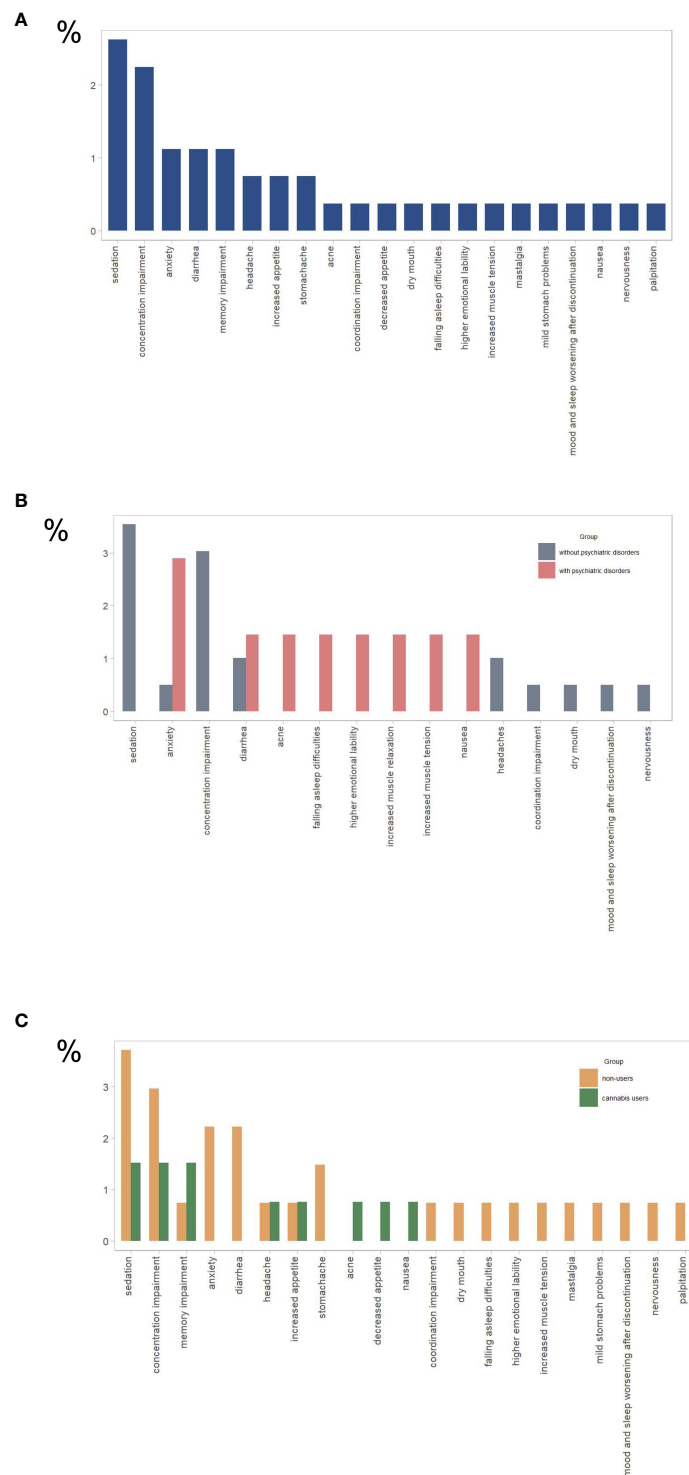 A
%
2
1
0
sedation
concentration impairment
anxiety
diarrhea
memory impairment
headache
increased appetite
stomachache
acne
coordination impairment
decreased appetite
dry mouth
falling asleep difficulties
higher emotional lability
increased muscle tension
mastalgia
mild stomach problems
mood and sleep worsening after discontinuation
nausea
nervousness
palpitation
B
%
Group
without psychiatric disorders
with psychiatric disorders
3
2
1
0
sedation
anxiety
concentration impairment
diarrhea
acne
falling asleep difficulties
higher emotional lability
increased muscle relaxation
increased muscle tension
nausea
headaches
coordination impairment
dry mouth
mood and sleep worsening after discontinuation
nervousness
C
%
Group
non-users
cannabis users
3
2
1
0
sedation
concentration impairment
memory impairment
anxiety
diarrhea
headache
increased appetite
stomachache
acne
decreased appetite
nausea
coordination impairment
dry mouth
falling asleep difficulties
higher emotional lability
increased muscle tension
mastalgia
mild stomach problems
mood and sleep worsening after discontinuation
nervousness
palpitation